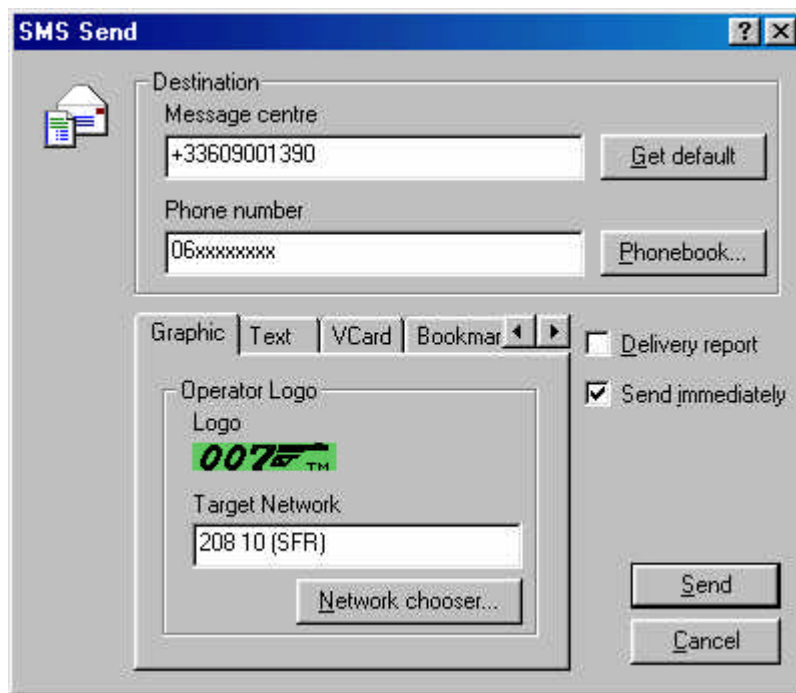 SMS Send
Destination
Message centre
+33609001390
Get default
Phone number
06xxxxxxxx
Phonebook...
Graphic Text VCard Bookmar
Delivery report
Send immediately
Operator Logo
Logo
007 TM
Target Network
208 10 (SFR)
Network chooser...
Send
Cancel